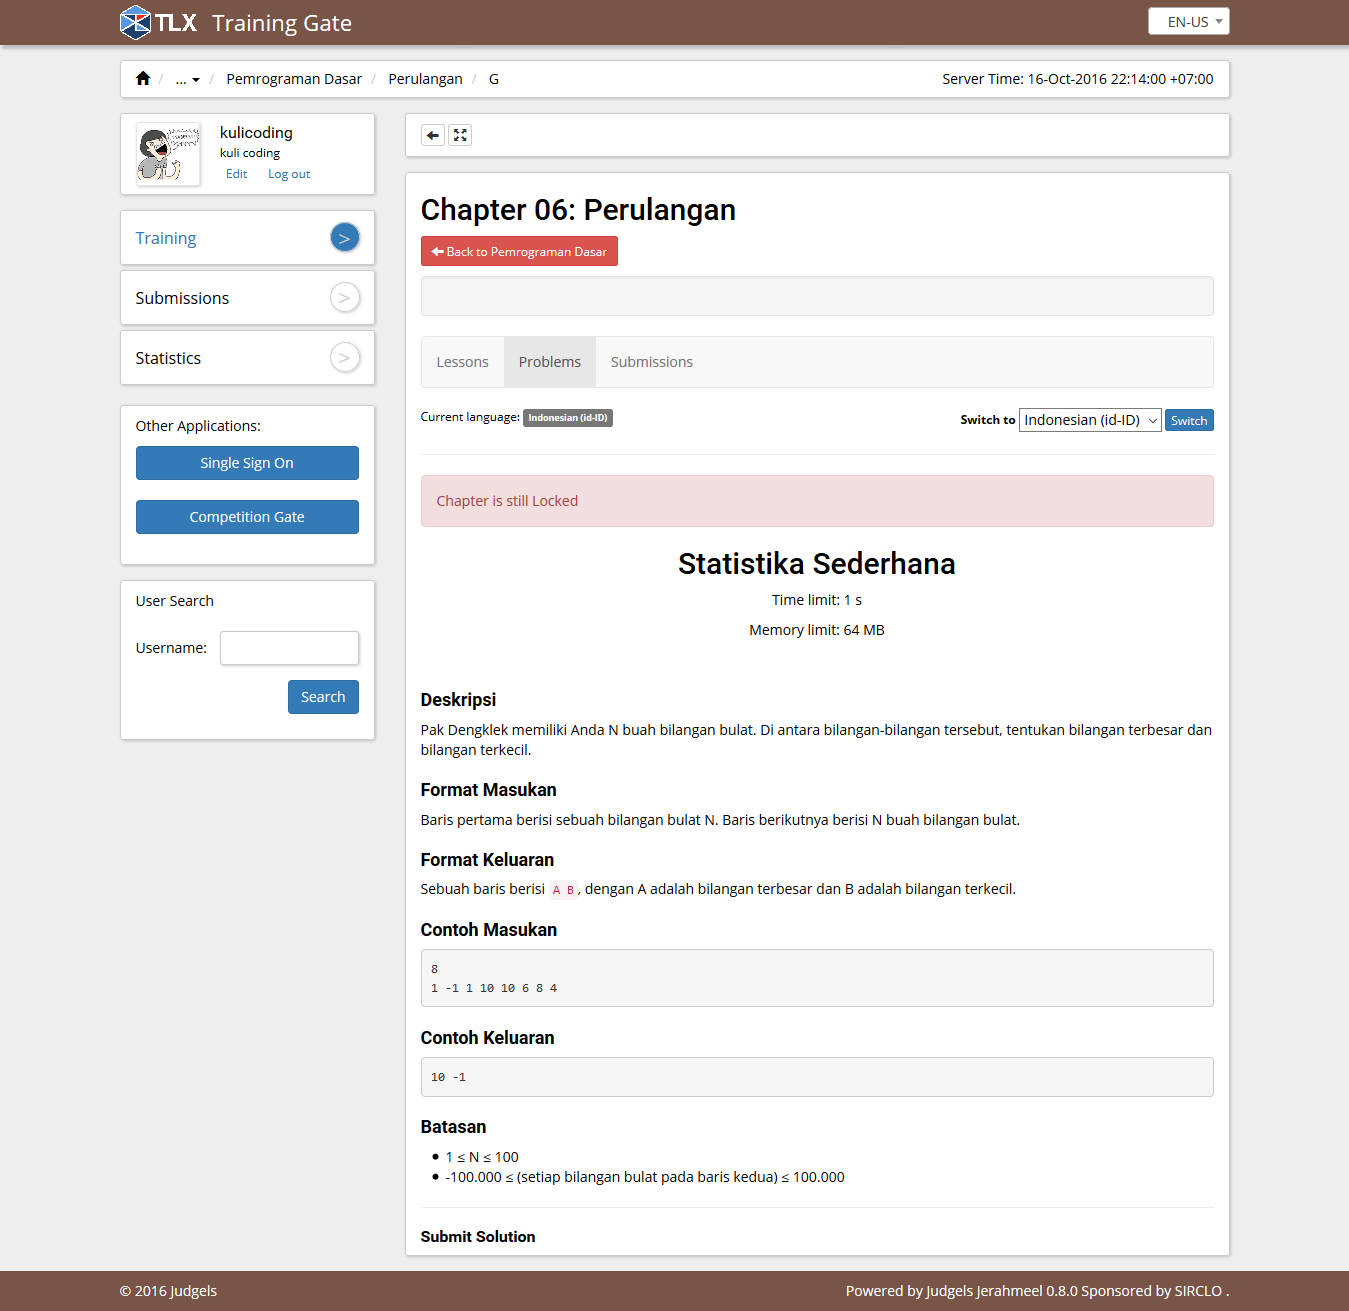 TLX Training Gate
EN-US
... / Pemrograman Dasar / Perulangan / G
Server Time: 16-Oct-2016 22:14:00 +07:00
kulicoding
kuli coding
Edit Log out
Training >
Submissions >
Statistics >
Other Applications:
Single Sign On
Competition Gate
User Search
Username:
Search
Chapter 06: Perulangan
Back to Pemrograman Dasar
Lessons Problems Submissions
Current language: Indonesian (id-ID)
Switch to Indonesian (id-ID) Switch
Chapter is still Locked
Statistika Sederhana
Time limit: 1 s
Memory limit: 64 MB
Deskripsi
Pak Dengklek memiliki Anda N buah bilangan bulat. Di antara bilangan-bilangan tersebut, tentukan bilangan terbesar dan
bilangan terkecil.
Format Masukan
Baris pertama berisi sebuah bilangan bulat N. Baris berikutnya berisi N buah bilangan bulat.
Format Keluaran
Sebuah baris berisi A B, dengan A adalah bilangan terbesar dan B adalah bilangan terkecil.
Contoh Masukan
8
1 -1 1 10 10 6 8 4
Contoh Keluaran
10 -1
Batasan
• 1 ≤ N ≤ 100
• -100.000 ≤ (setiap bilangan bulat pada baris kedua) ≤ 100.000
Submit Solution
© 2016 Judgels
Powered by Judgels Jerahmeel 0.8.0 Sponsored by SIRCLO .